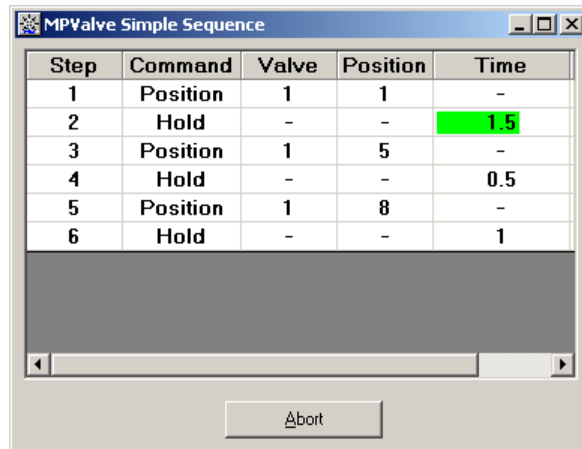 MPValve Simple Sequence
Step Command Valve Position Time
1 Position 1 1 -
2 Hold - - 1.5
3 Position 1 5 -
4 Hold - - 0.5
5 Position 1 8 -
6 Hold - - 1
Abort